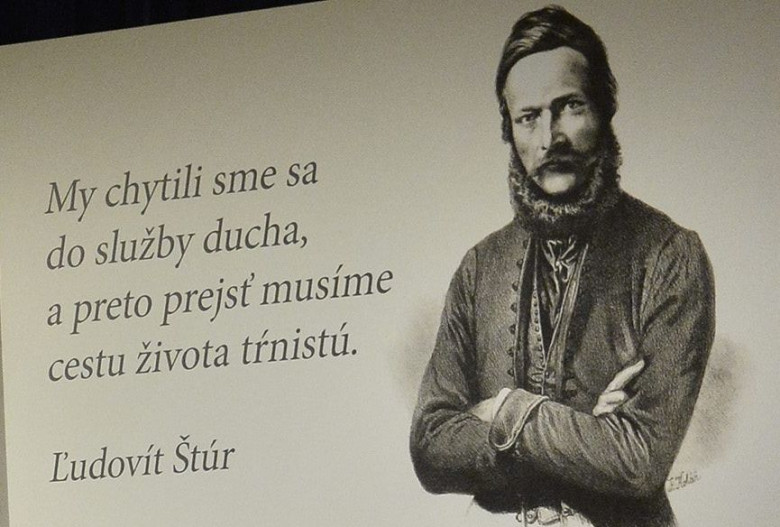 My chytili sme sa
do služby ducha,
a preto prejsť musíme
cestu života tŕnistú.
Ľudovít Štúr